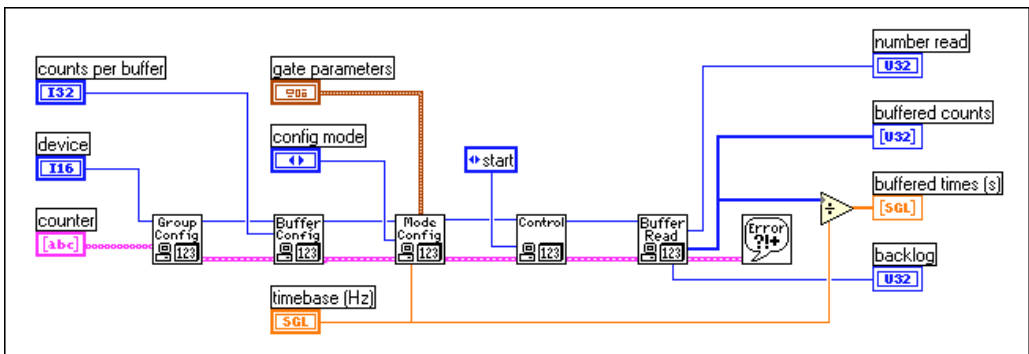 number read
U32
counts per buffer
I32
gate parameters
buffered counts
[U32]
device
I16
config mode
start
buffered times (s)
[SGL]
counter
[abc]
Group
Config
123
Buffer
Config
123
Mode
Config
123
Control
123
Buffer
Read
123
Error
?!+
÷
backlog
U32
timebase (Hz)
SGL